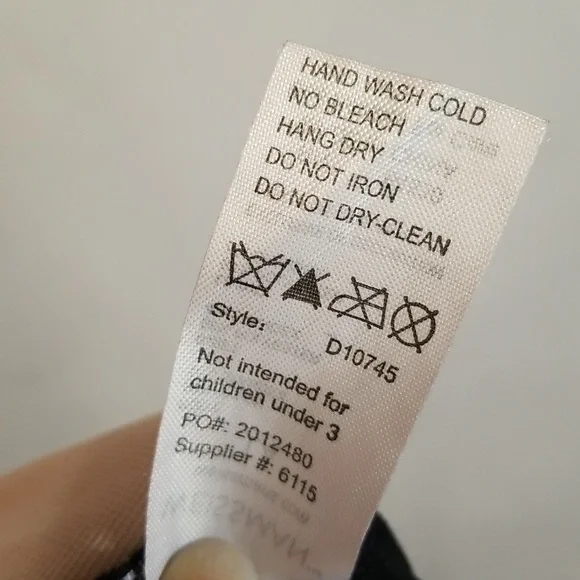 HAND WASH COLD
NO BLEACH
HANG DRY
DO NOT IRON
DO NOT DRY-CLEAN
Style:
D10745
Not intended for
children under 3
PO#: 2012480
Supplier #: 6115